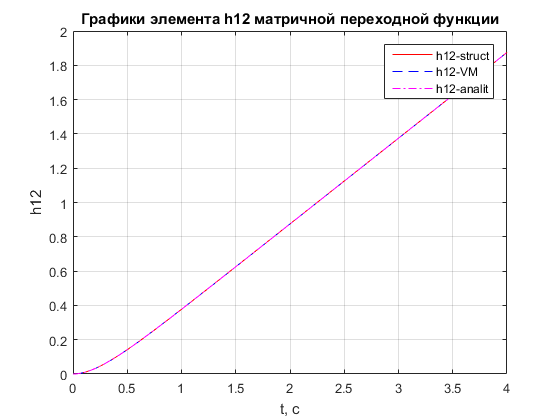 Графики элемента h12 матричной переходной функции
2
1.8
1.6
1.4
1.2
1
0.8
0.6
0.4
0.2
0
h12
h12-struct
h12-VM
h12-analit
0 0.5 1 1.5 2 2.5 3 3.5 4
t, c